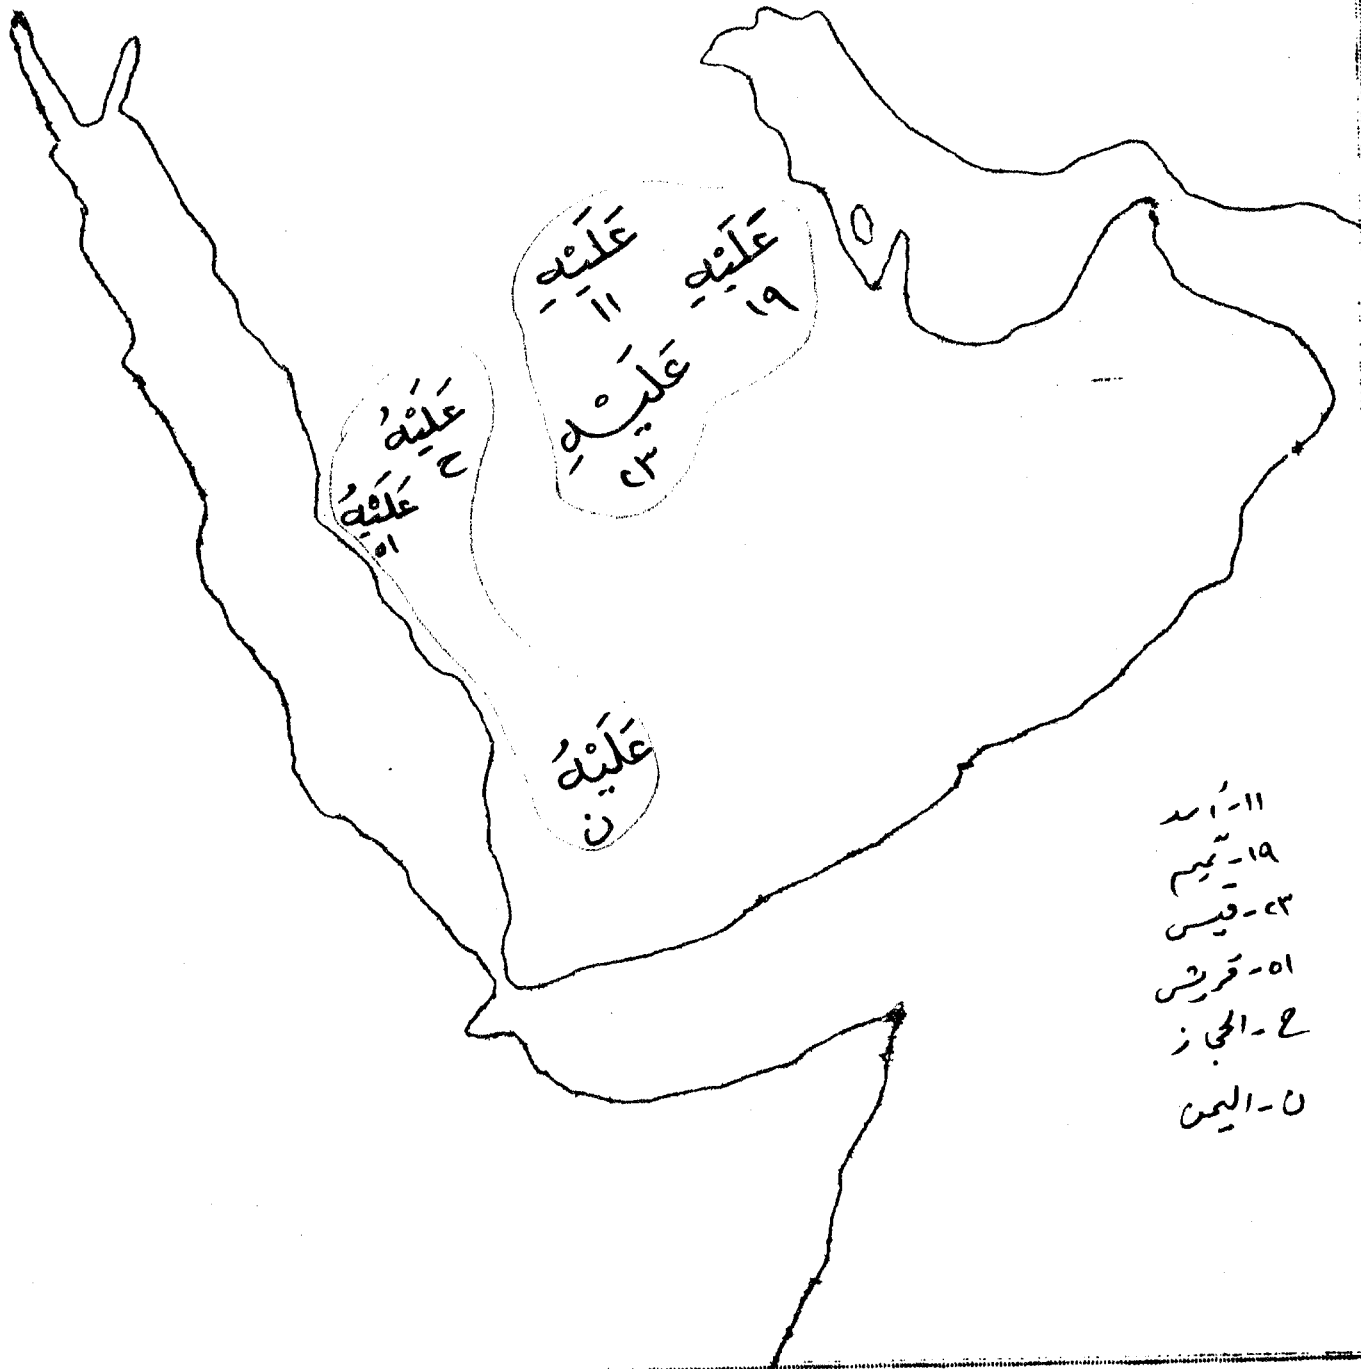 عَلَيْهِ
١١
عَلَيْهِ
١٩
عَلَيْهِ
٢٣
عَلَيْهُ
ح
عَلَيْهُ
٥١
عَلَيْهُ
ن
١١- أسد
١٩- تميم
٢٣- قيس
٥١- قريش
ح- الحجاز
ن- اليمن